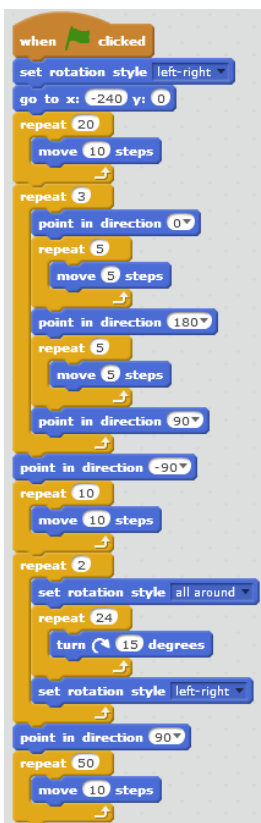 when clicked
set rotation style left-right
go to x: -240 y: 0
repeat 20
move 10 steps
repeat 3
point in direction 0
repeat 5
move 5 steps
point in direction 180
repeat 5
move 5 steps
point in direction 90
point in direction -90
repeat 10
move 10 steps
repeat 2
set rotation style all around
repeat 24
turn 15 degrees
set rotation style left-right
point in direction 90
repeat 50
move 10 steps